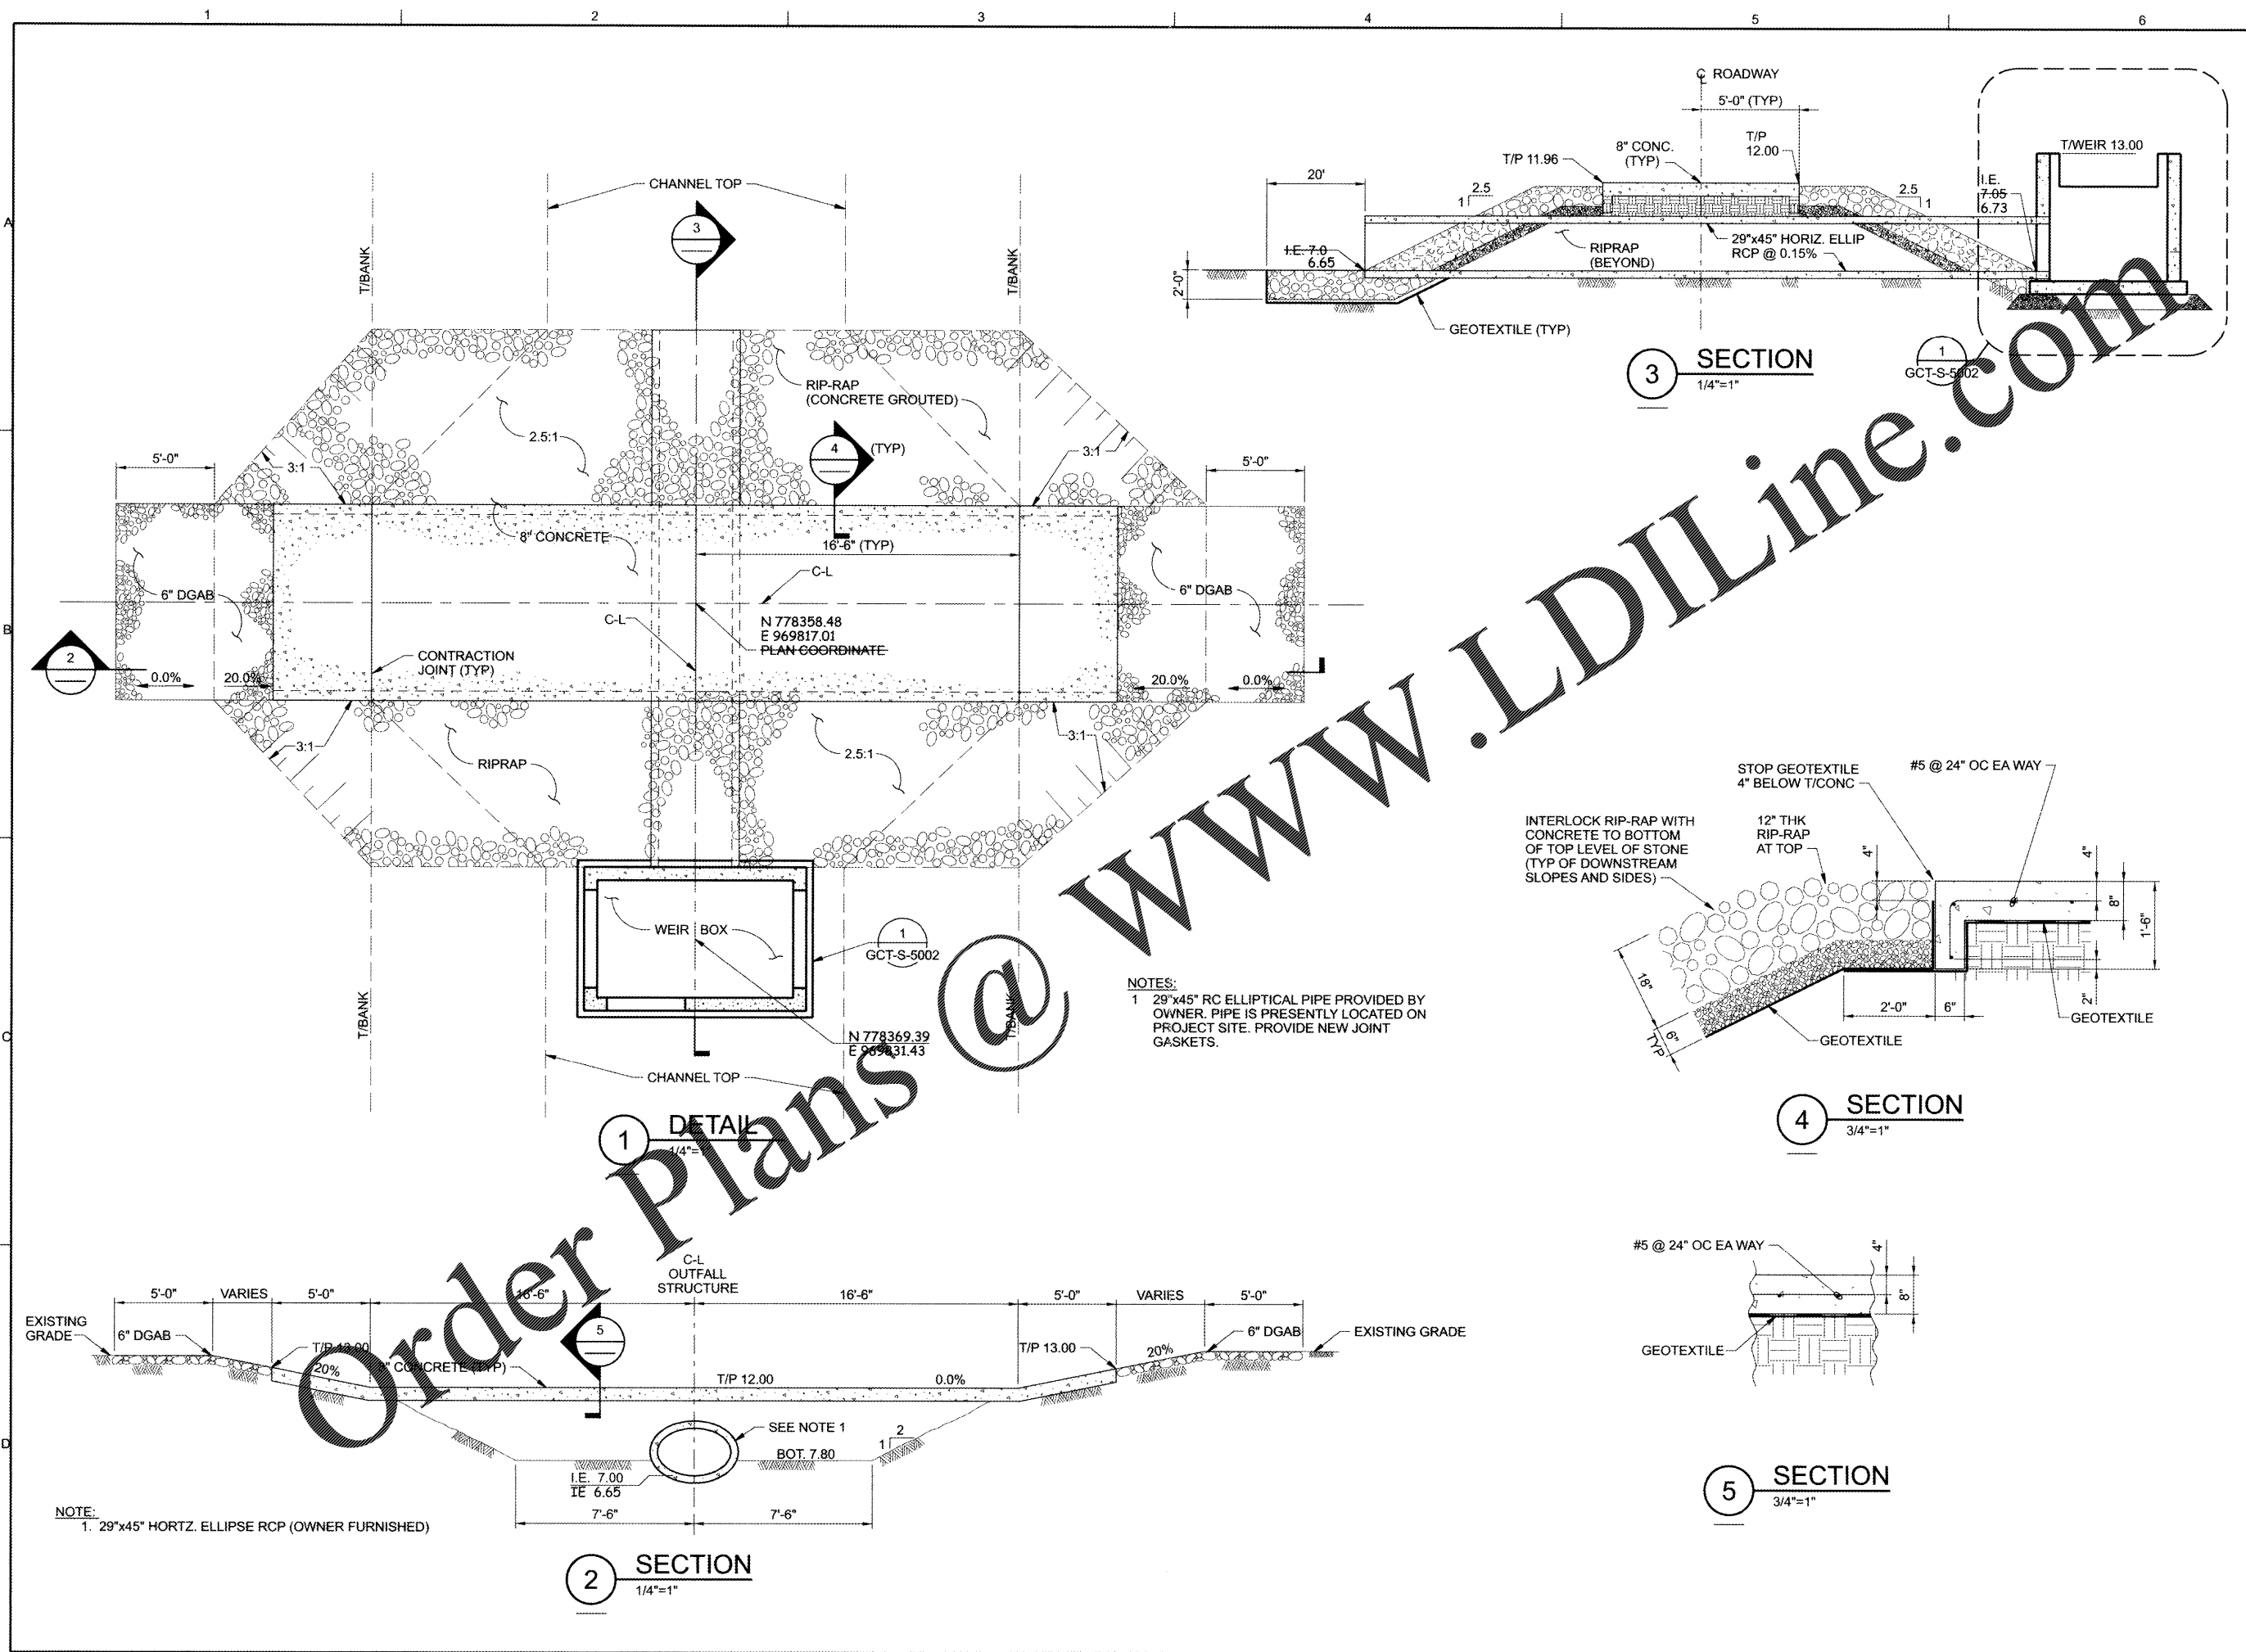 1
2
3
4
5
6
A
B
C
D
CHANNEL TOP
3
T/BANK
T/BANK
RIP-RAP
(CONCRETE GROUTED)
2.5:1
4
(TYP)
3:1
3:1
5'-0"
5'-0"
8" CONCRETE
16'-6" (TYP)
C-L
6" DGAB
6" DGAB
C-L
N 778358.48
E 969817.01
PLAN COORDINATE
2
CONTRACTION
JOINT (TYP)
0.0%
20.0%
20.0%
0.0%
3:1
3:1
RIPRAP
2.5:1
WEIR BOX
1
GCT-S-5002
T/BANK
T/BANK
N 778369.39
E 969831.43
CHANNEL TOP
1
DETAIL
1/4"=1"
NOTES:
1 29"x45" RC ELLIPTICAL PIPE PROVIDED BY
OWNER. PIPE IS PRESENTLY LOCATED ON
PROJECT SITE. PROVIDE NEW JOINT
GASKETS.
C-L ROADWAY
5'-0" (TYP)
T/P
12.00
8" CONC.
(TYP)
T/P 11.96
T/WEIR 13.00
20'
2.5
1
2.5
1
I.E.
7.05
6.73
I.E. 7.0
6.65
2'-0"
RIPRAP
(BEYOND)
29"x45" HORIZ. ELLIP
RCP @ 0.15%
GEOTEXTILE (TYP)
3
SECTION
1/4"=1"
1
GCT-S-5002
STOP GEOTEXTILE
4" BELOW T/CONC
#5 @ 24" OC EA WAY
INTERLOCK RIP-RAP WITH
CONCRETE TO BOTTOM
OF TOP LEVEL OF STONE
(TYP OF DOWNSTREAM
SLOPES AND SIDES)
12" THK
RIP-RAP
AT TOP
4"
4"
8"
1'-6"
2"
18"
6"
TYP
2'-0"
6"
GEOTEXTILE
GEOTEXTILE
4
SECTION
3/4"=1"
#5 @ 24" OC EA WAY
4"
8"
GEOTEXTILE
5
SECTION
3/4"=1"
C-L
OUTFALL
STRUCTURE
5'-0"
VARIES
5'-0"
16'-6"
16'-6"
5'-0"
VARIES
5'-0"
EXISTING
GRADE
6" DGAB
T/P 13.00
20%
8" CONCRETE (TYP)
5
T/P 12.00
0.0%
T/P 13.00
20%
6" DGAB
EXISTING GRADE
SEE NOTE 1
BOT. 7.80
2
1
I.E. 7.00
IE 6.65
7'-6"
7'-6"
NOTE:
1. 29"x45" HORTZ. ELLIPSE RCP (OWNER FURNISHED)
2
SECTION
1/4"=1"
Order Plans @ WWW.LDILine.com